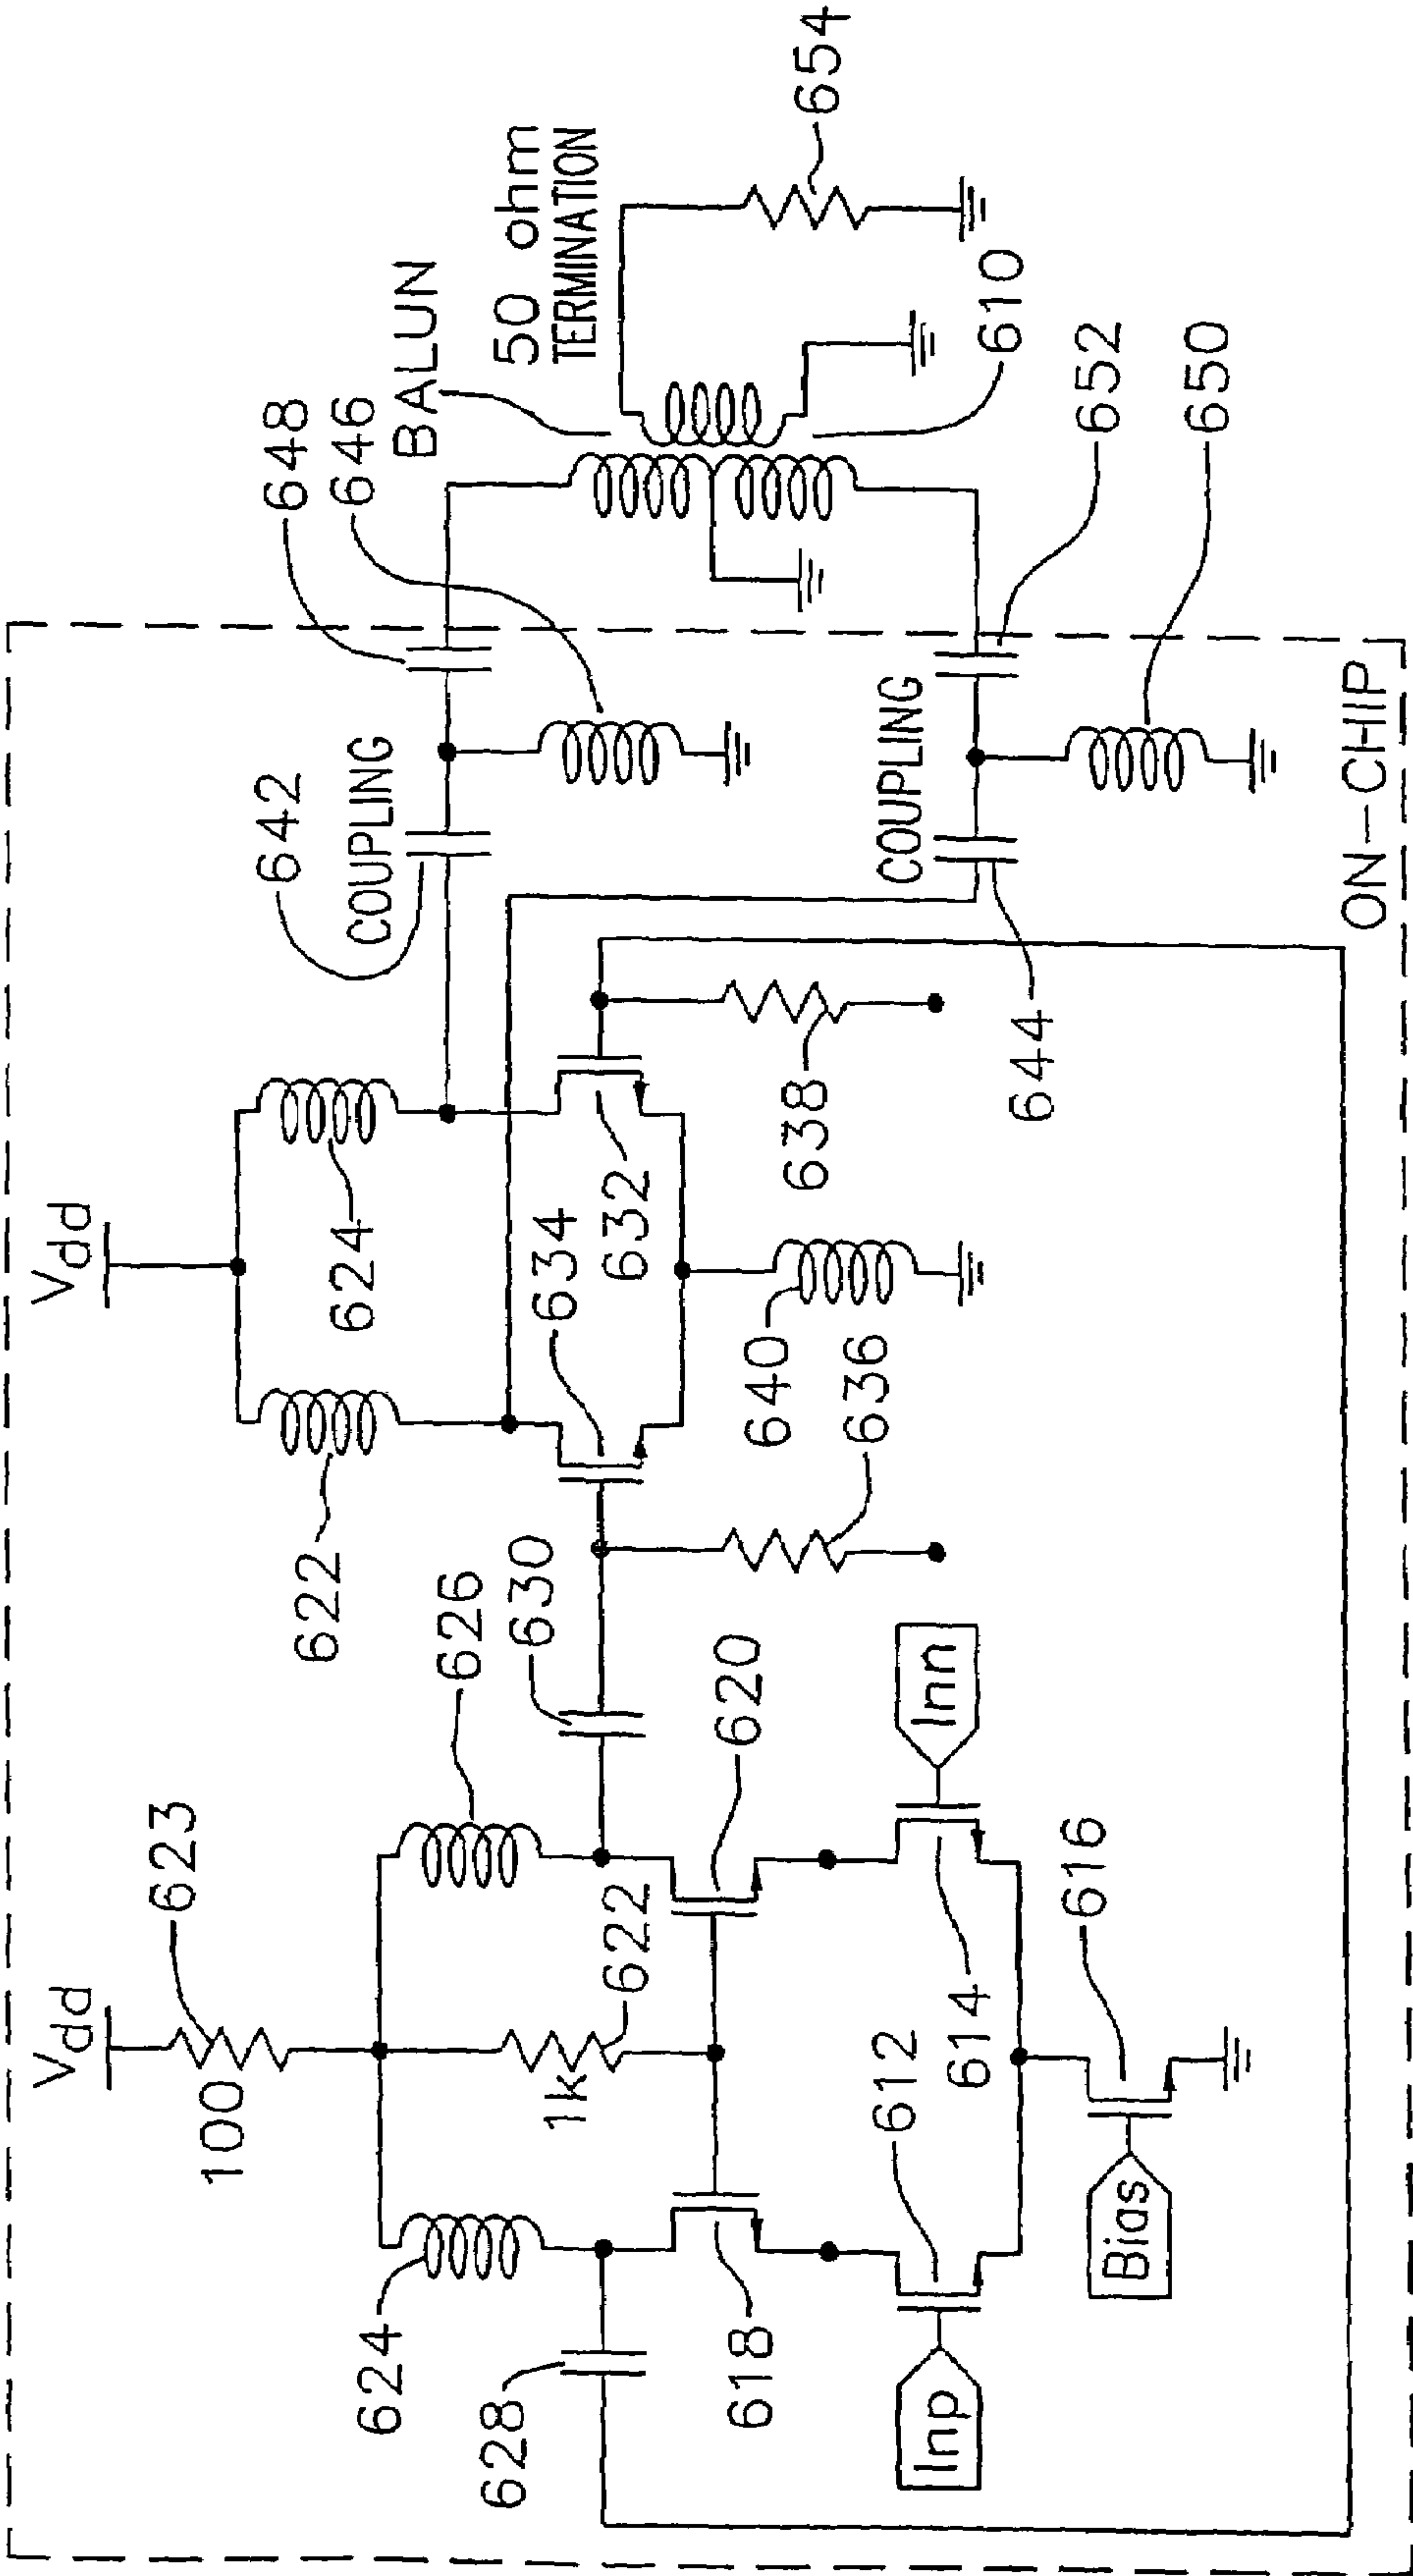 Vdd
623
100
626
624
622
1k
628
630
618
620
622
624
Vdd
634
632
612
614
Inp
Inn
Bias
616
640
636
638
642
COUPLING
648
646
BALUN
50 ohm
TERMINATION
654
610
COUPLING
644
652
650
ON-CHIP